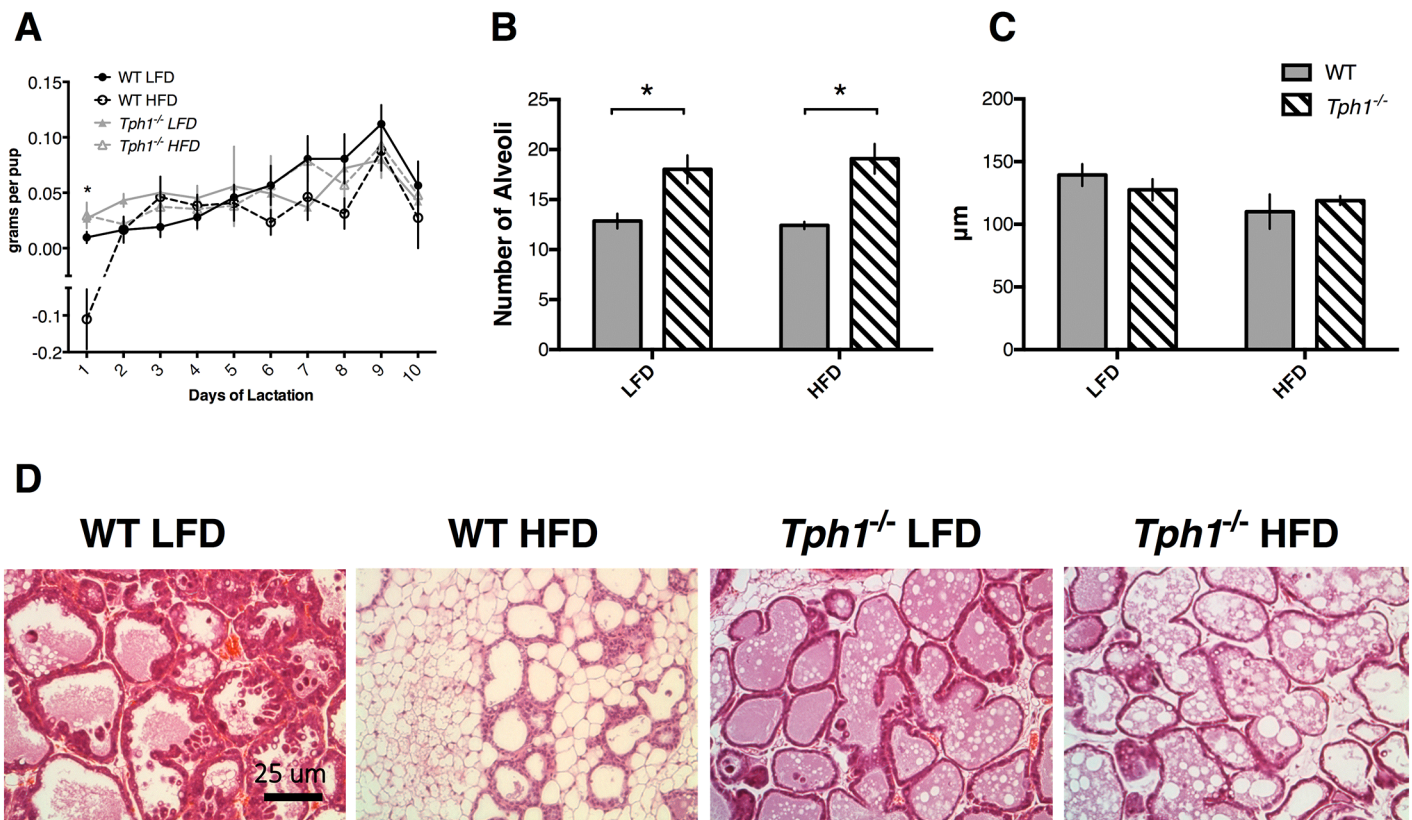 A
0.15
0.10
0.05
0.00
-0.1
-0.2
grams per pup
WT LFD
WT HFD
Tph1-/- LFD
Tph1-/- HFD
*
1 2 3 4 5 6 7 8 9 10
Days of Lactation
B
25
20
15
10
5
0
Number of Alveoli
* *
LFD HFD
C
200
150
100
50
0
µm
WT
Tph1-/-
LFD HFD
D
WT LFD WT HFD Tph1-/- LFD Tph1-/- HFD
25 um